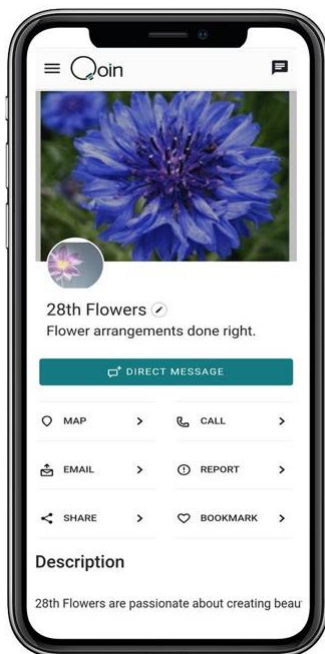 Qoin
28th Flowers
Flower arrangements done right.
DIRECT MESSAGE
MAP
CALL
EMAIL
REPORT
SHARE
BOOKMARK
Description
28th Flowers are passionate about creating beau